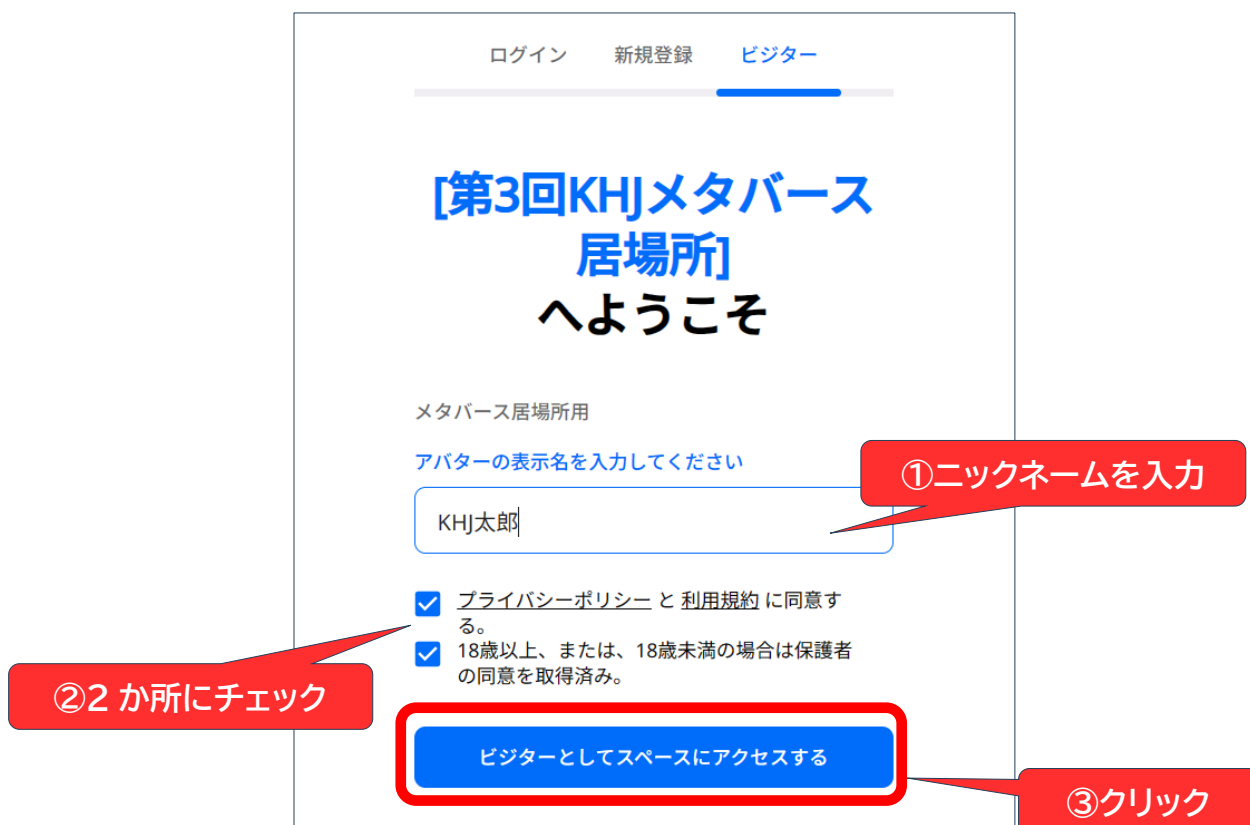 ログイン 新規登録 ビジター
[第3回KHJメタバース
居場所]
へようこそ
メタバース居場所用
アバターの表示名を入力してください
①ニックネームを入力
KHJ太郎
プライバシーポリシー と 利用規約 に同意す
る。
18歳以上、または、18歳未満の場合は保護者
の同意を取得済み。
②2 か所にチェック
ビジターとしてスペースにアクセスする
③クリック